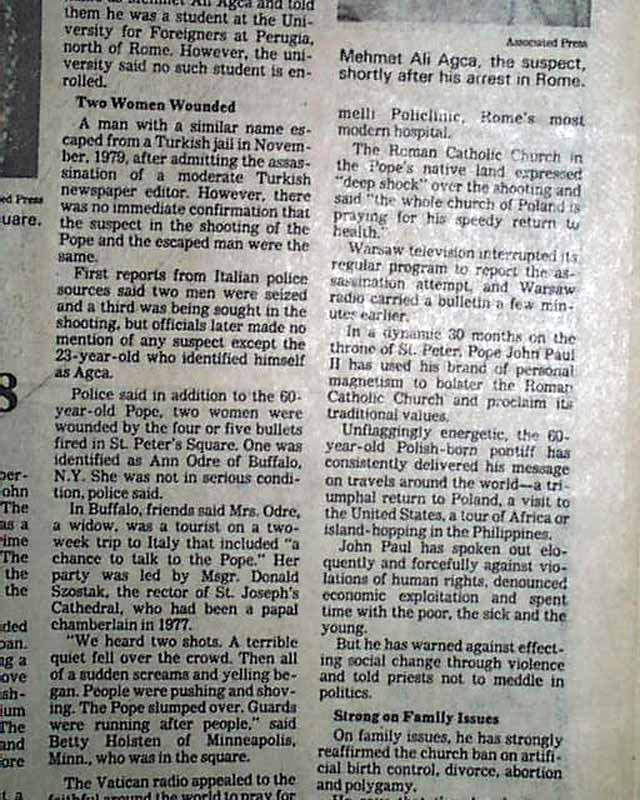 them he was a student at the Uni-
versity for Foreigners at Perugia,
north of Rome. However, the uni-
versity said no such student is en-
rolled.
Two Women Wounded
A man with a similar name es-
caped from a Turkish jail in Novem-
ber, 1979, after admitting the assas-
sination of a moderate Turkish
newspaper editor. However, there
was no immediate confirmation that
the suspect in the shooting of the
Pope and the escaped man were the
same.
First reports from Italian police
sources said two men were seized
and a third was being sought in the
shooting, but officials later made no
mention of any suspect except the
23-year-old who identified himself
as Agca.
Police said in addition to the 60-
year-old Pope, two women were
wounded by the four or five bullets
fired in St. Peter's Square. One was
identified as Ann Odre of Buffalo,
N.Y. She was not in serious condi-
tion, police said.
In Buffalo, friends said Mrs. Odre,
a widow, was a tourist on a two-
week trip to Italy that included "a
chance to talk to the Pope." Her
party was led by Msgr. Donald
Szostak, the rector of St. Joseph's
Cathedral, who had been a papal
chamberlain in 1977.
"We heard two shots. A terrible
quiet fell over the crowd. Then all
of a sudden screams and yelling be-
gan. People were pushing and shov-
ing. The Pope slumped over. Guards
were running after people," said
Betty Holsten of Minneapolis,
Minn., who was in the square.
The Vatican radio appealed to the
faithful around the world to pray for
Associated Press
Mehmet Ali Agca, the suspect,
shortly after his arrest in Rome.
melli Policlinic, Rome's most
modern hospital.
The Roman Catholic Church in
the Pope's native land expressed
"deep shock" over the shooting and
said "the whole church of Poland is
praying for his speedy return to
health."
Warsaw television interrupted its
regular program to report the as-
sassination attempt, and Warsaw
radio carried a bulletin a few min-
utes earlier.
In a dynamic 30 months on the
throne of St. Peter, Pope John Paul
II has used his brand of personal
magnetism to bolster the Roman
Catholic Church and proclaim its
traditional values.
Unflaggingly energetic, the 60-
year-old Polish-born pontiff has
consistently delivered his message
on travels around the world—a tri-
umphal return to Poland, a visit to
the United States, a tour of Africa or
island-hopping in the Philippines.
John Paul has spoken out elo-
quently and forcefully against vio-
lations of human rights, denounced
economic exploitation and spent
time with the poor, the sick and the
young.
But he has warned against effect-
ing social change through violence
and told priests not to meddle in
politics.
Strong on Family Issues
On family issues, he has strongly
reaffirmed the church ban on artifi-
cial birth control, divorce, abortion
and polygamy.